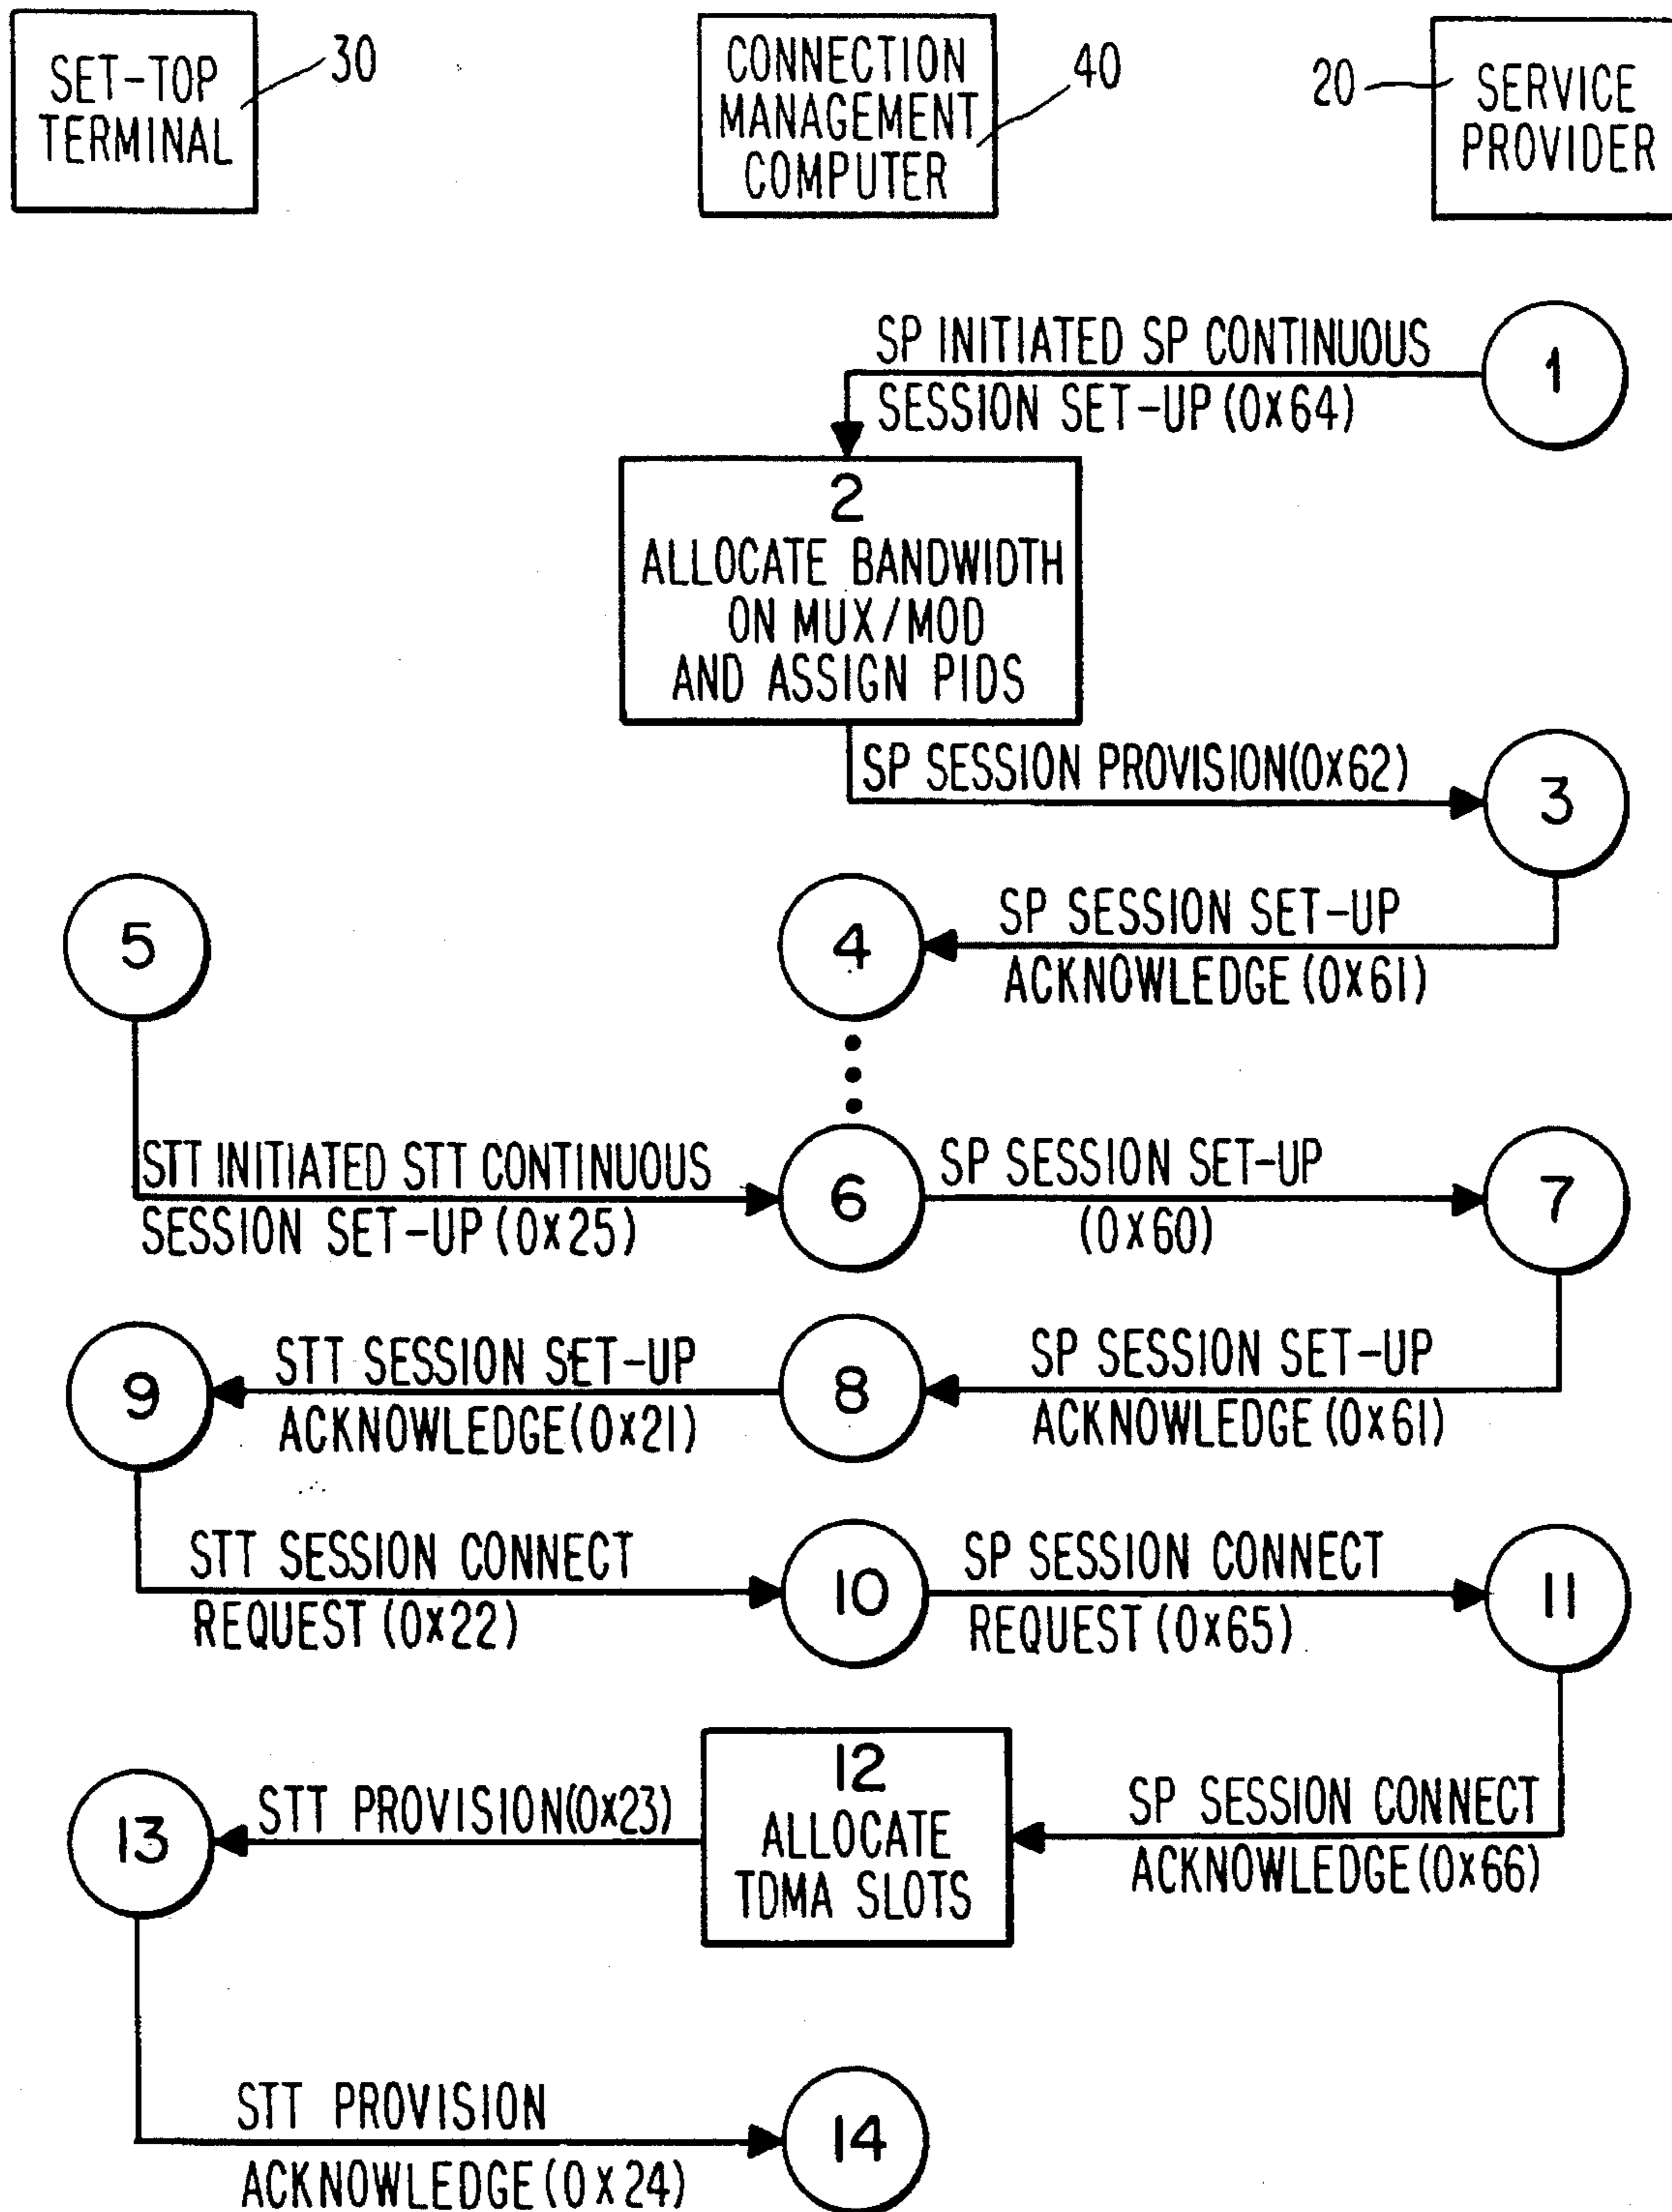 SET-TOP
TERMINAL
30
CONNECTION
MANAGEMENT
COMPUTER
40
20
SERVICE
PROVIDER
SP INITIATED SP CONTINUOUS
SESSION SET-UP (0X64)
1
2
ALLOCATE BANDWIDTH
ON MUX/MOD
AND ASSIGN PIDS
SP SESSION PROVISION(0X62)
3
5
4
SP SESSION SET-UP
ACKNOWLEDGE (0X61)
STT INITIATED STT CONTINUOUS
SESSION SET-UP (0X25)
6
SP SESSION SET-UP
(0X60)
7
9
STT SESSION SET-UP
ACKNOWLEDGE(0X21)
8
SP SESSION SET-UP
ACKNOWLEDGE (0X61)
STT SESSION CONNECT
REQUEST (0X22)
10
SP SESSION CONNECT
REQUEST (0X65)
11
13
STT PROVISION(0X23)
12
ALLOCATE
TDMA SLOTS
SP SESSION CONNECT
ACKNOWLEDGE(0X66)
STT PROVISION
ACKNOWLEDGE(0X24)
14